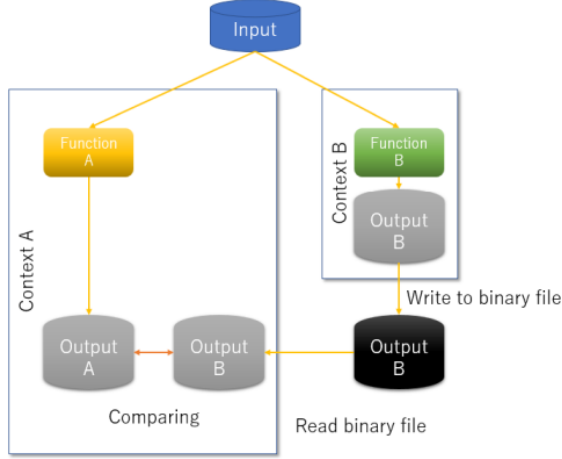 Input
Function
A
Function
B
Context A
Context B
Output
B
Write to binary file
Output
A
Output
B
Output
B
Comparing
Read binary file